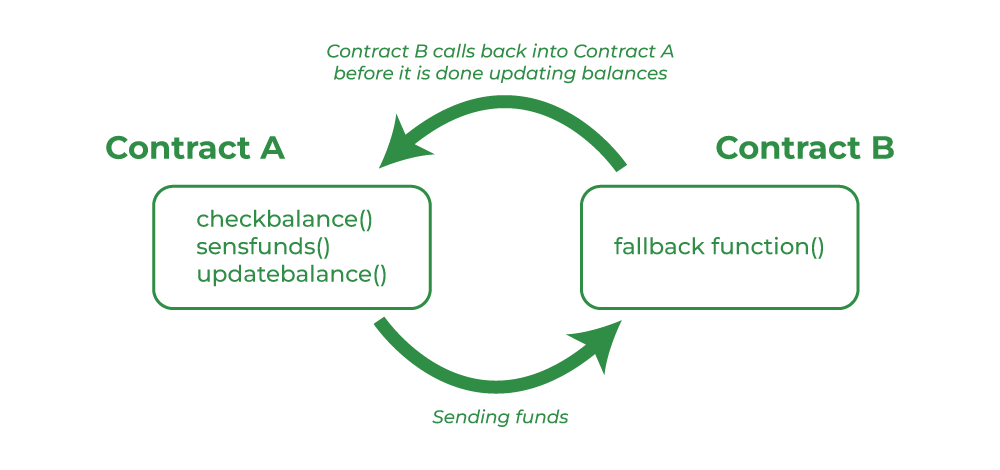 Contract B calls back into Contract A
before it is done updating balances
Contract A
Contract B
checkbalance()
sensfunds()
updatebalance()
fallback function()
Sending funds